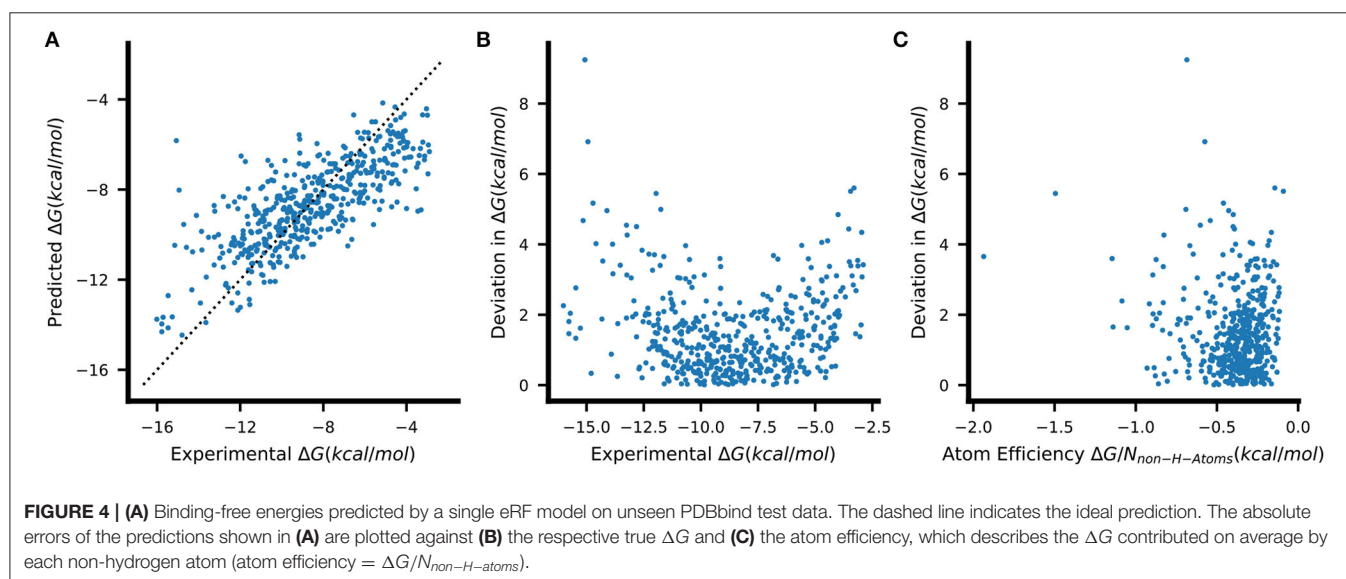 A
B
C
Predicted ΔG(kcal/mol)
−4
−8
−12
−16
−16 −12 −8 −4
Experimental ΔG(kcal/mol)
Deviation in ΔG(kcal/mol)
8
6
4
2
0
−15.0 −12.5 −10.0 −7.5 −5.0 −2.5
Experimental ΔG(kcal/mol)
Deviation in ΔG(kcal/mol)
8
6
4
2
0
−2.0 −1.5 −1.0 −0.5 0.0
Atom Efficiency ΔG/Nnon−H−Atoms(kcal/mol)
FIGURE 4 | (A) Binding-free energies predicted by a single eRF model on unseen PDBbind test data. The dashed line indicates the ideal prediction. The absolute
errors of the predictions shown in (A) are plotted against (B) the respective true ΔG and (C) the atom efficiency, which describes the ΔG contributed on average by
each non-hydrogen atom (atom efficiency = ΔG/Nnon−H−atoms).